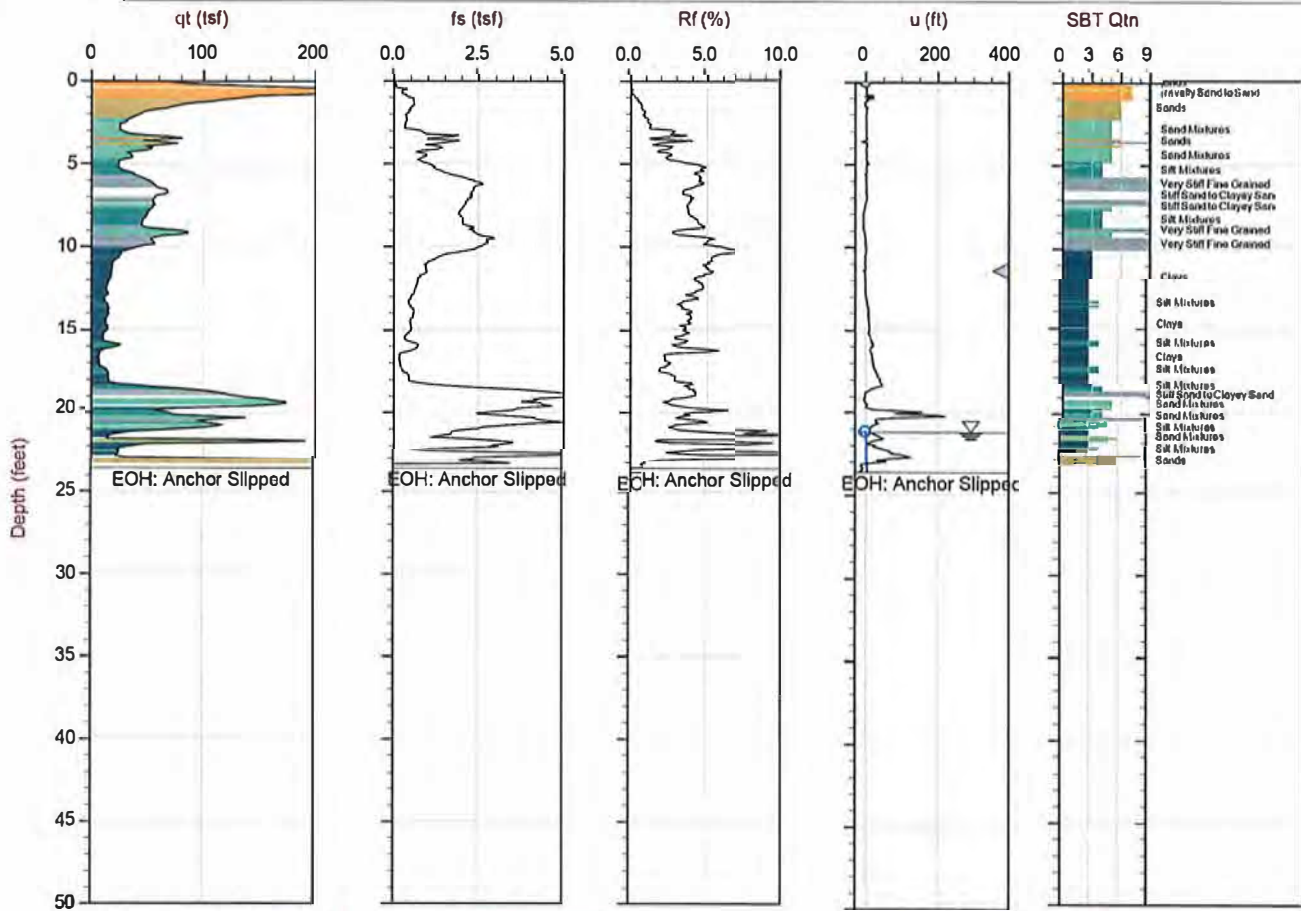 qt (tsf)
fs (tsf)
Rf (%)
u (ft)
SBT Qtn
0 100 200
0.0 2.5 5.0
0.0 5.0 10.0
0 200 400
0 3 6 9
Depth (feet)
0
5
10
15
20
25
30
35
40
45
50
Sand to Sand
Sands
Sand Mixtures
Sands
Sand Mixtures
Silt Mixtures
Very Stiff Fine Grained
Stiff Sand to Clayey San
Stiff Sand to Clayey San
Silt Mixtures
Very Stiff Fine Grained
Very Stiff Fine Grained
Clays
Silt Mixtures
Clays
Silt Mixtures
Clays
Silt Mixtures
Silt Mixtures
Stiff Sand to Clayey Sand
Sand Mixtures
Sand Mixtures
Silt Mixtures
Sand Mixtures
Silt Mixtures
Sands
EOH: Anchor Slipped
EOH: Anchor Slipped
EOH: Anchor Slipped
EOH: Anchor Slipped